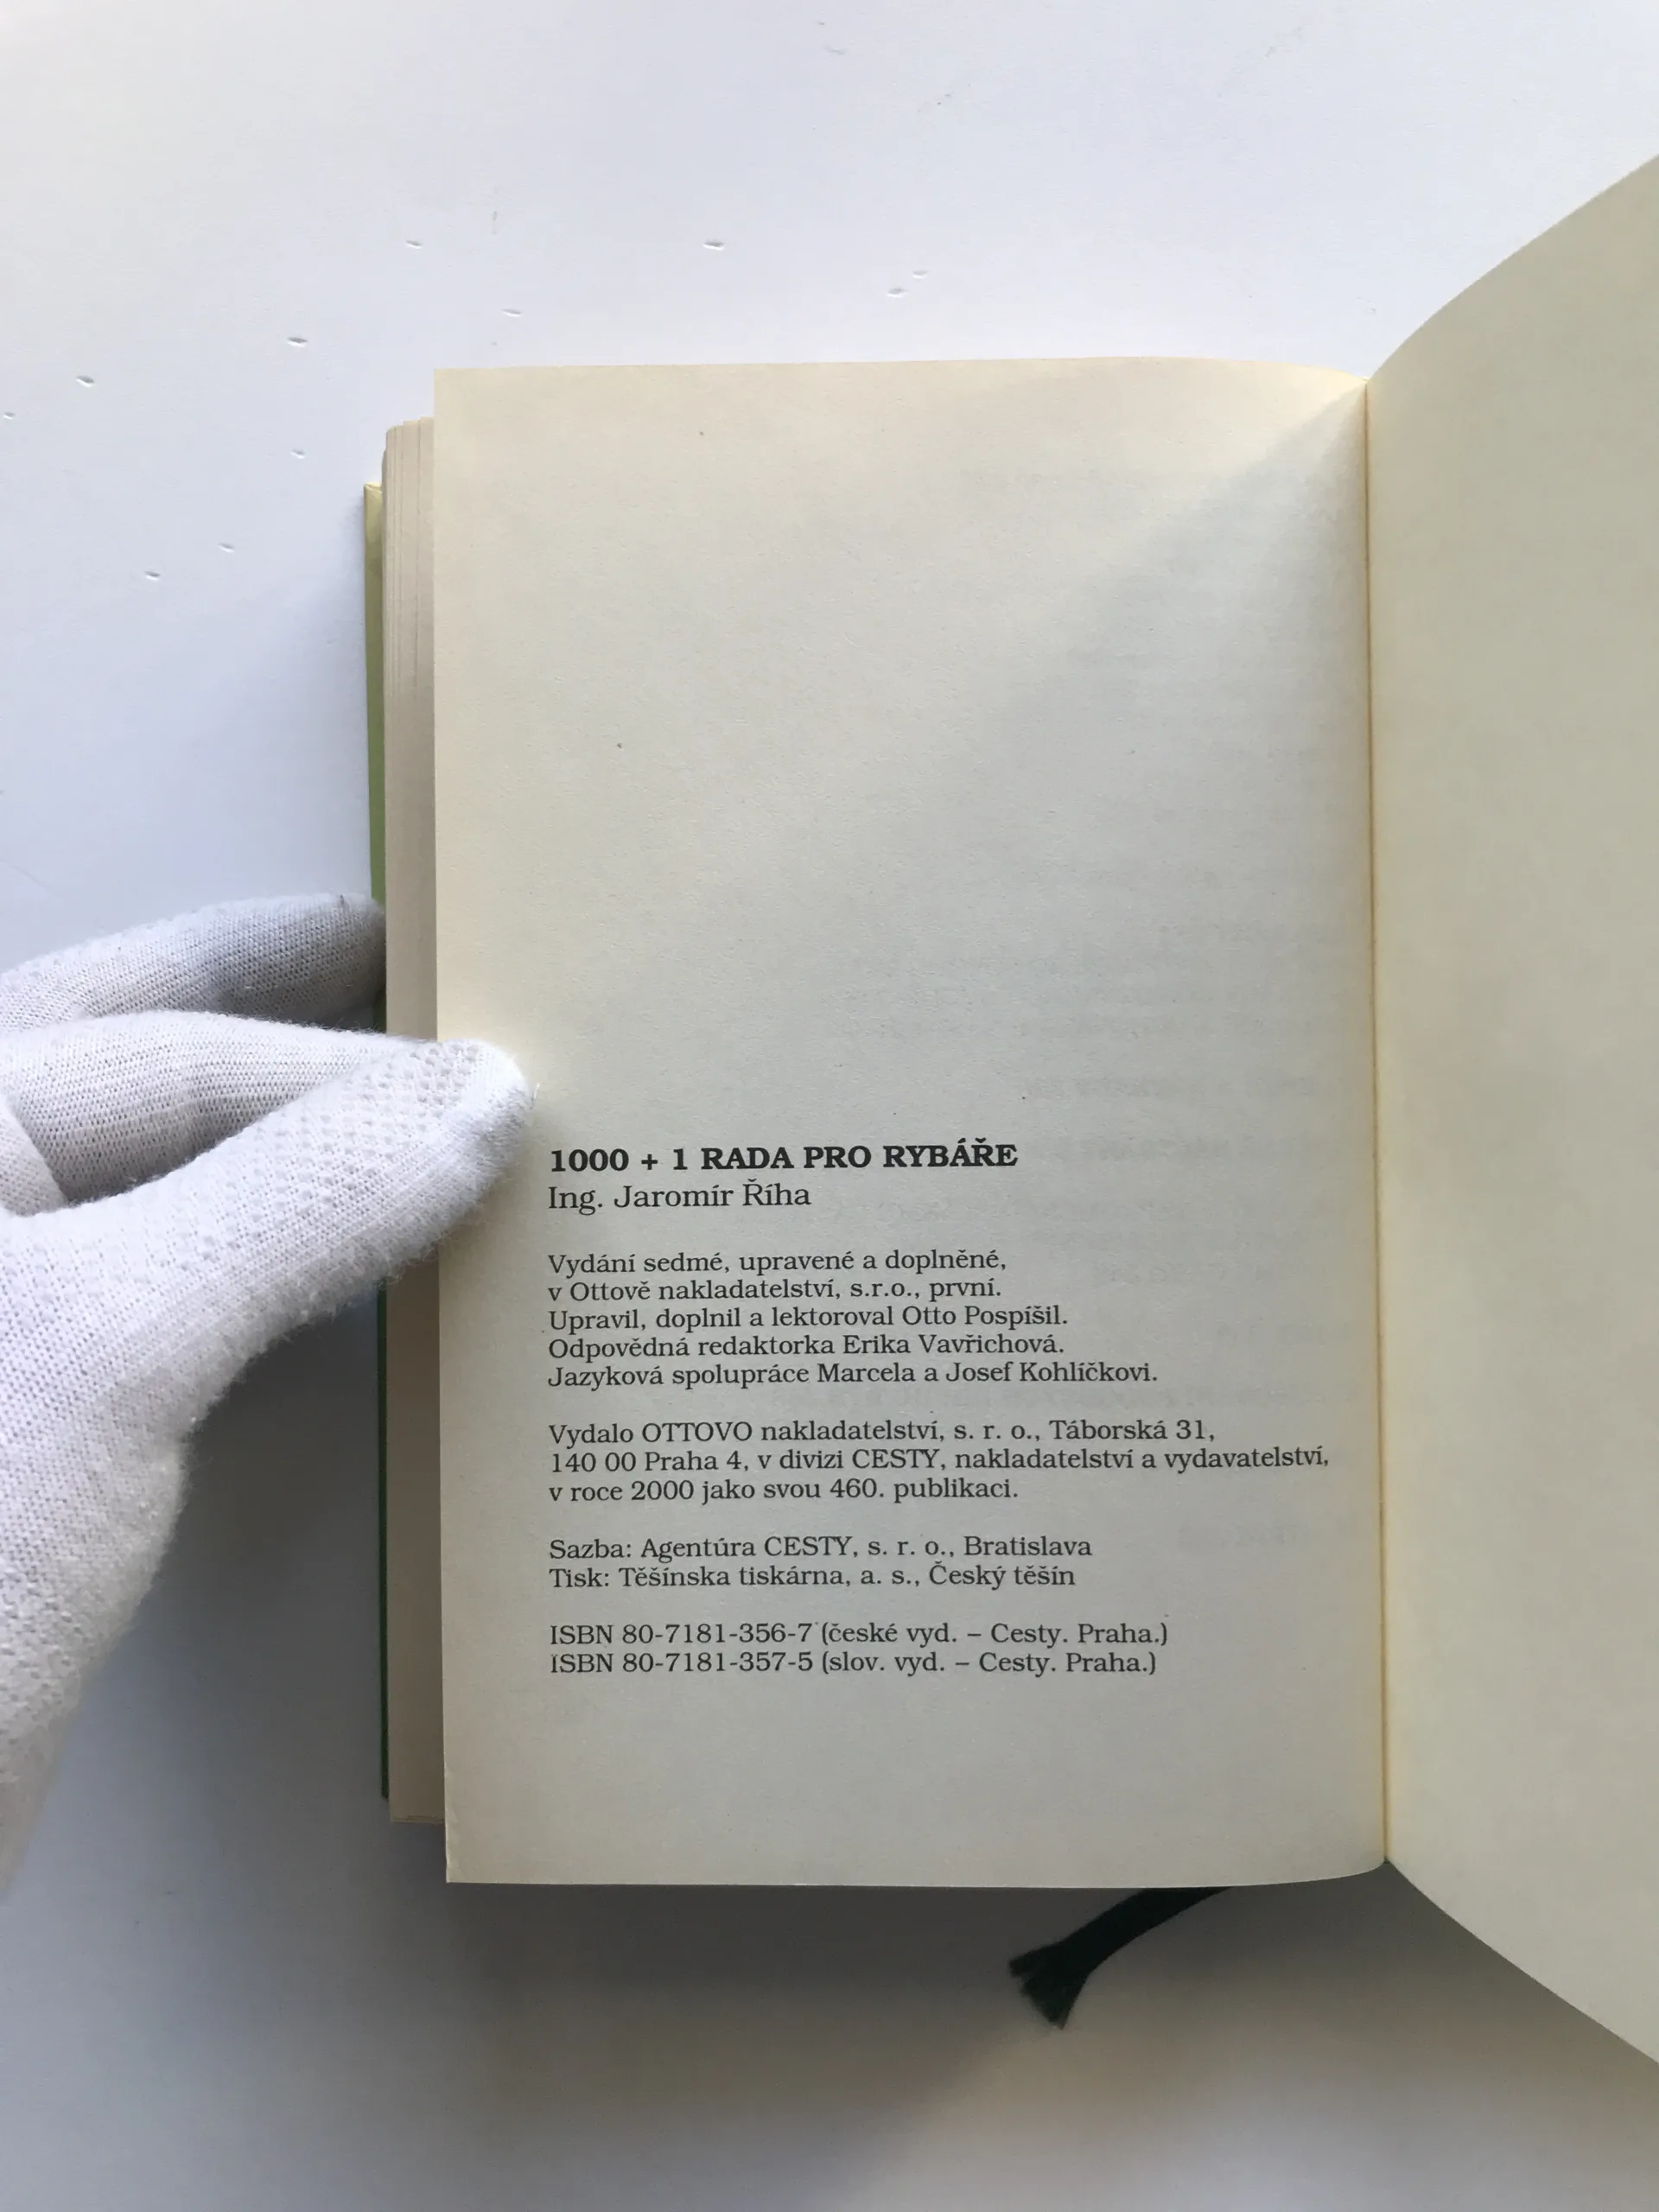 1000 + 1 RADA PRO RYBÁŘE
Ing. Jaromír Říha
Vydání sedmé, upravené a doplněné,
v Ottově nakladatelství, s.r.o., první.
Upravil, doplnil a lektoroval Otto Pospíšil.
Odpovědná redaktorka Erika Vavřichová.
Jazyková spolupráce Marcela a Josef Kohlíčkovi.
Vydalo OTTOVO nakladatelství, s. r. o., Táborská 31,
140 00 Praha 4, v divizi CESTY, nakladatelství a vydavatelství,
v roce 2000 jako svou 460. publikaci.
Sazba: Agentúra CESTY, s. r. o., Bratislava
Tisk: Těšínska tiskárna, a. s., Český těšín
ISBN 80-7181-356-7 (české vyd. – Cesty. Praha.)
ISBN 80-7181-357-5 (slov. vyd. – Cesty. Praha.)